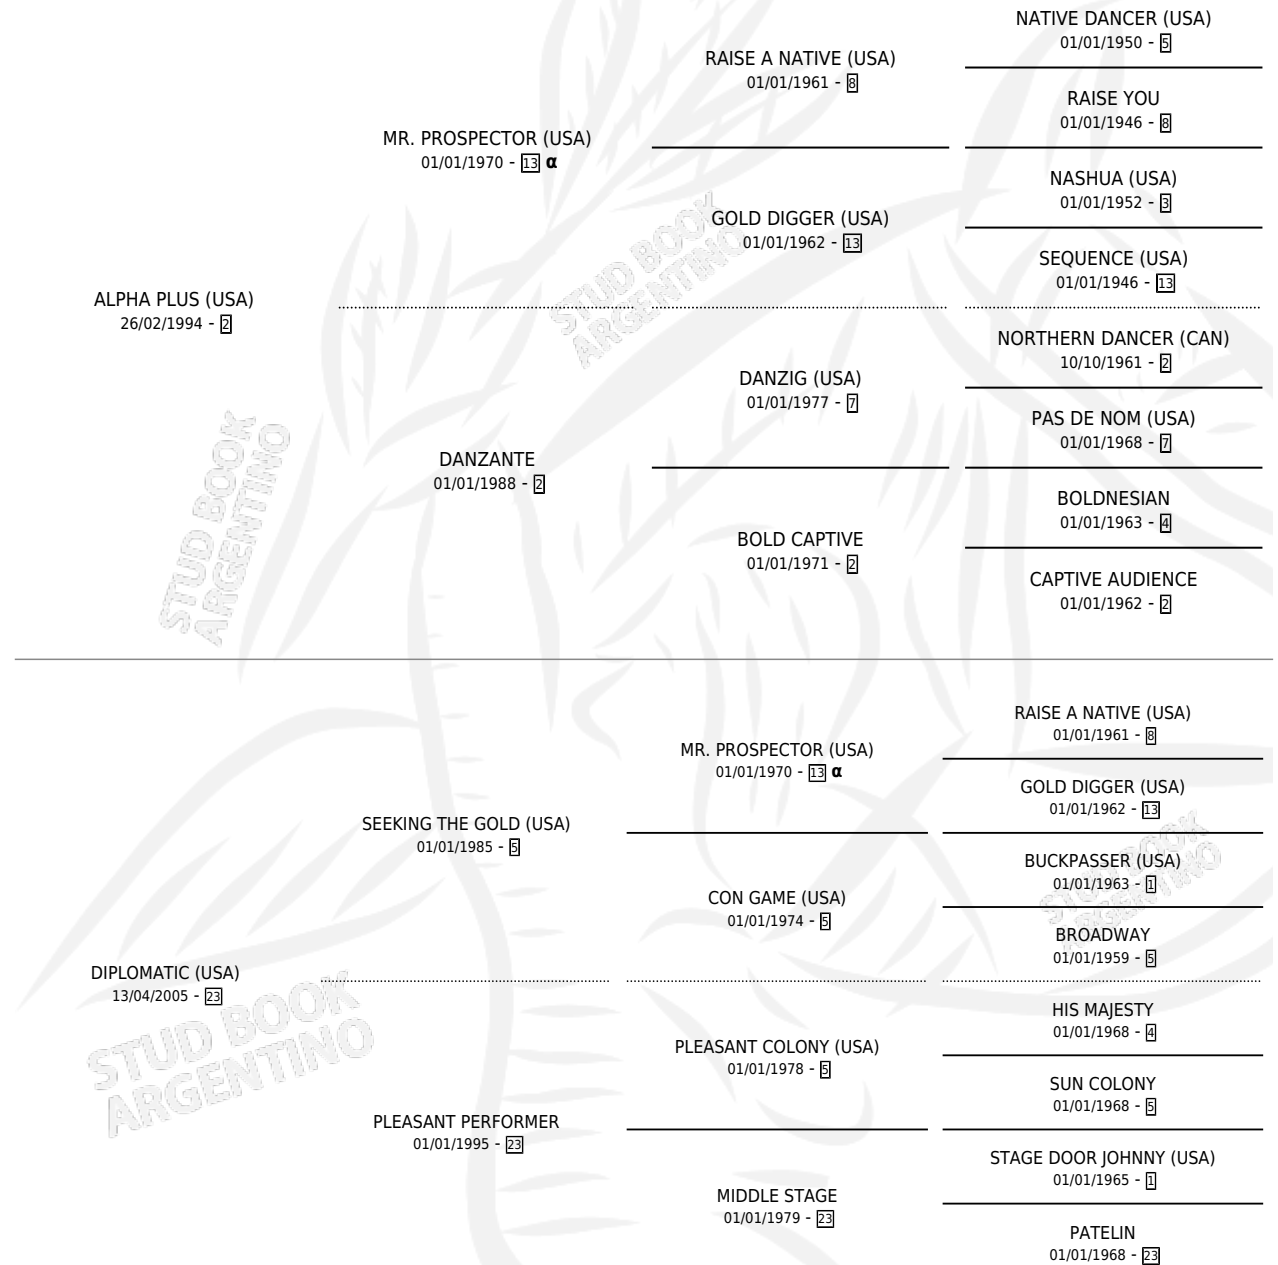 NATIVE DANCER (USA)
01/01/1950 - 5
RAISE A NATIVE (USA)
01/01/1961 - 8
RAISE YOU
01/01/1946 - 8
MR. PROSPECTOR (USA)
01/01/1970 - 13 α
NASHUA (USA)
01/01/1952 - 3
GOLD DIGGER (USA)
01/01/1962 - 13
SEQUENCE (USA)
01/01/1946 - 13
ALPHA PLUS (USA)
26/02/1994 - 2
NORTHERN DANCER (CAN)
10/10/1961 - 2
DANZIG (USA)
01/01/1977 - 7
PAS DE NOM (USA)
01/01/1968 - 7
DANZANTE
01/01/1988 - 2
BOLDNESIAN
01/01/1963 - 4
BOLD CAPTIVE
01/01/1971 - 2
CAPTIVE AUDIENCE
01/01/1962 - 2
RAISE A NATIVE (USA)
01/01/1961 - 8
MR. PROSPECTOR (USA)
01/01/1970 - 13 α
GOLD DIGGER (USA)
01/01/1962 - 13
SEEKING THE GOLD (USA)
01/01/1985 - 5
BUCKPASSER (USA)
01/01/1963 - 1
CON GAME (USA)
01/01/1974 - 5
BROADWAY
01/01/1959 - 5
DIPLOMATIC (USA)
13/04/2005 - 23
HIS MAJESTY
01/01/1968 - 4
PLEASANT COLONY (USA)
01/01/1978 - 5
SUN COLONY
01/01/1968 - 5
PLEASANT PERFORMER
01/01/1995 - 23
STAGE DOOR JOHNNY (USA)
01/01/1965 - 1
MIDDLE STAGE
01/01/1979 - 23
PATELIN
01/01/1968 - 23
STUD BOOK
ARGENTINO
STUD BOOK
ARGENTINO
STUD BOOK
ARGENTINO
STUD BOOK
ARGENTINO